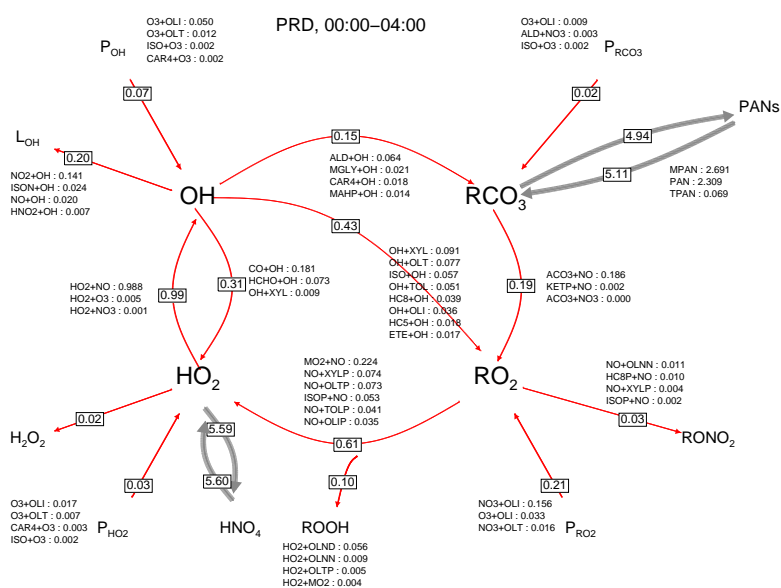 PRD, 00:00−04:00
O3+OLI : 0.050
O3+OLT : 0.012
ISO+O3 : 0.002
CAR4+O3 : 0.002
P_OH
0.07
O3+OLI : 0.009
ALD+NO3 : 0.003
ISO+O3 : 0.002
P_RCO3
0.02
PANs
4.94
5.11
MPAN : 2.691
PAN : 2.309
TPAN : 0.069
L_OH
0.20
NO2+OH : 0.141
ISON+OH : 0.024
NO+OH : 0.020
HNO2+OH : 0.007
OH
0.15
ALD+OH : 0.064
MGLY+OH : 0.021
CAR4+OH : 0.018
MAHP+OH : 0.014
RCO₃
0.43
OH+XYL : 0.091
OH+OLT : 0.077
ISO+OH : 0.057
OH+TOL : 0.051
HC8+OH : 0.039
OH+OLI : 0.036
HC5+OH : 0.018
ETE+OH : 0.017
0.19
ACO3+NO : 0.186
KETP+NO : 0.002
ACO3+NO3 : 0.000
HO2+NO : 0.988
HO2+O3 : 0.005
HO2+NO3 : 0.001
0.99
0.31
CO+OH : 0.181
HCHO+OH : 0.073
OH+XYL : 0.009
HO₂
MO2+NO : 0.224
NO+XYLP : 0.074
NO+OLTP : 0.073
ISOP+NO : 0.053
NO+TOLP : 0.041
NO+OLIP : 0.035
0.61
RO₂
NO+OLNN : 0.011
HC8P+NO : 0.010
NO+XYLP : 0.004
ISOP+NO : 0.002
0.03
RONO₂
H₂O₂
0.02
5.59
5.60
HNO₄
0.03
O3+OLI : 0.017
O3+OLT : 0.007
CAR4+O3 : 0.003
ISO+O3 : 0.002
P_HO2
0.10
ROOH
HO2+OLND : 0.056
HO2+OLNN : 0.009
HO2+OLTP : 0.005
HO2+MO2 : 0.004
0.21
NO3+OLI : 0.156
O3+OLI : 0.033
NO3+OLT : 0.016
P_RO2